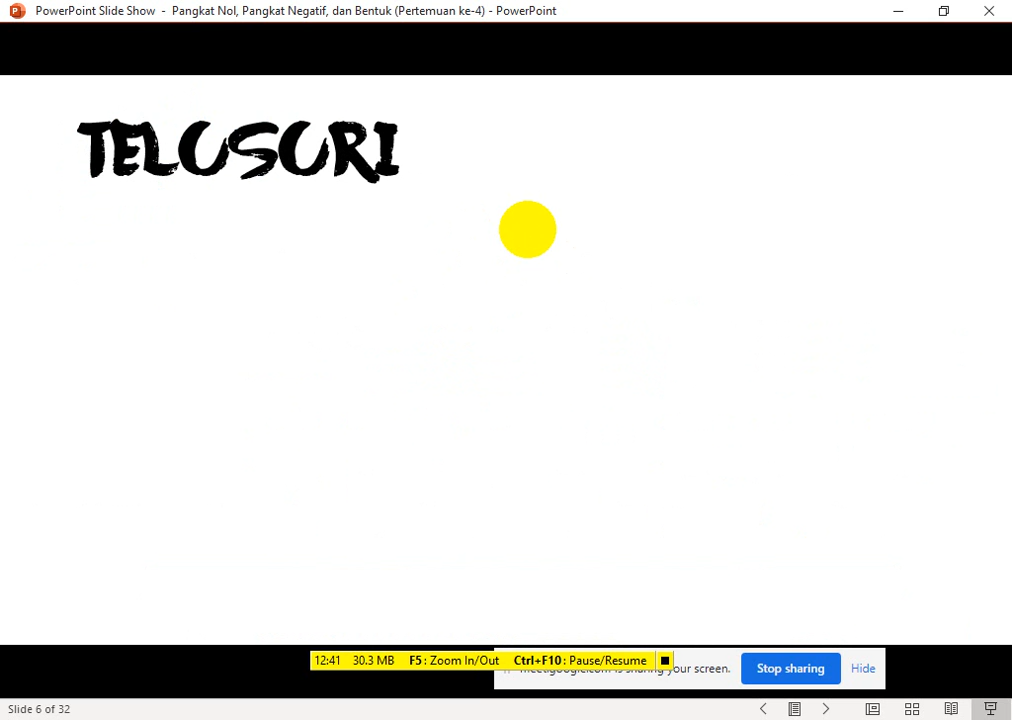 PowerPoint Slide Show - Pangkat Nol, Pangkat Negatif, dan Bentuk (Pertemuan ke-4) - PowerPoint
TELUSURI
12:41 30.3 MB F5: Zoom In/Out Ctrl+F10: Pause/Resume
your screen.
Stop sharing
Hide
Slide 6 of 32